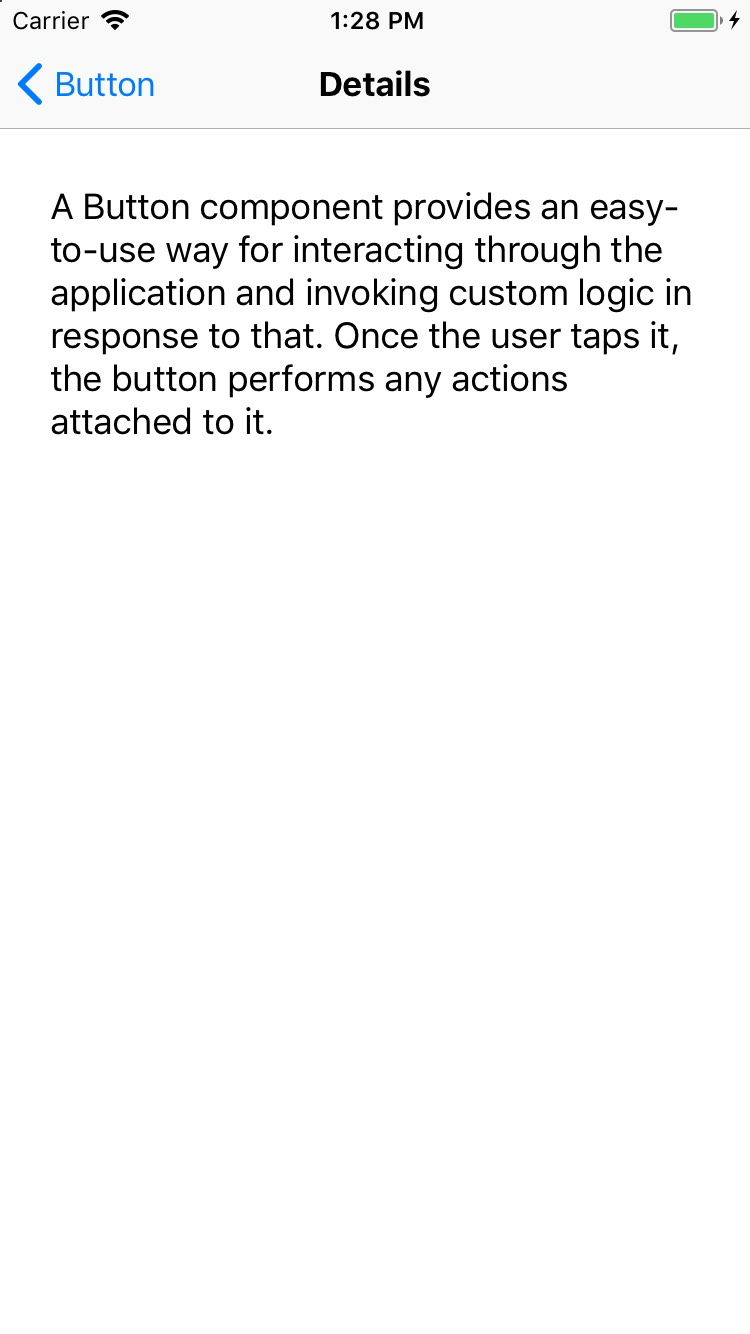 Carrier 1:28 PM
Button Details
A Button component provides an easy-
to-use way for interacting through the
application and invoking custom logic in
response to that. Once the user taps it,
the button performs any actions
attached to it.